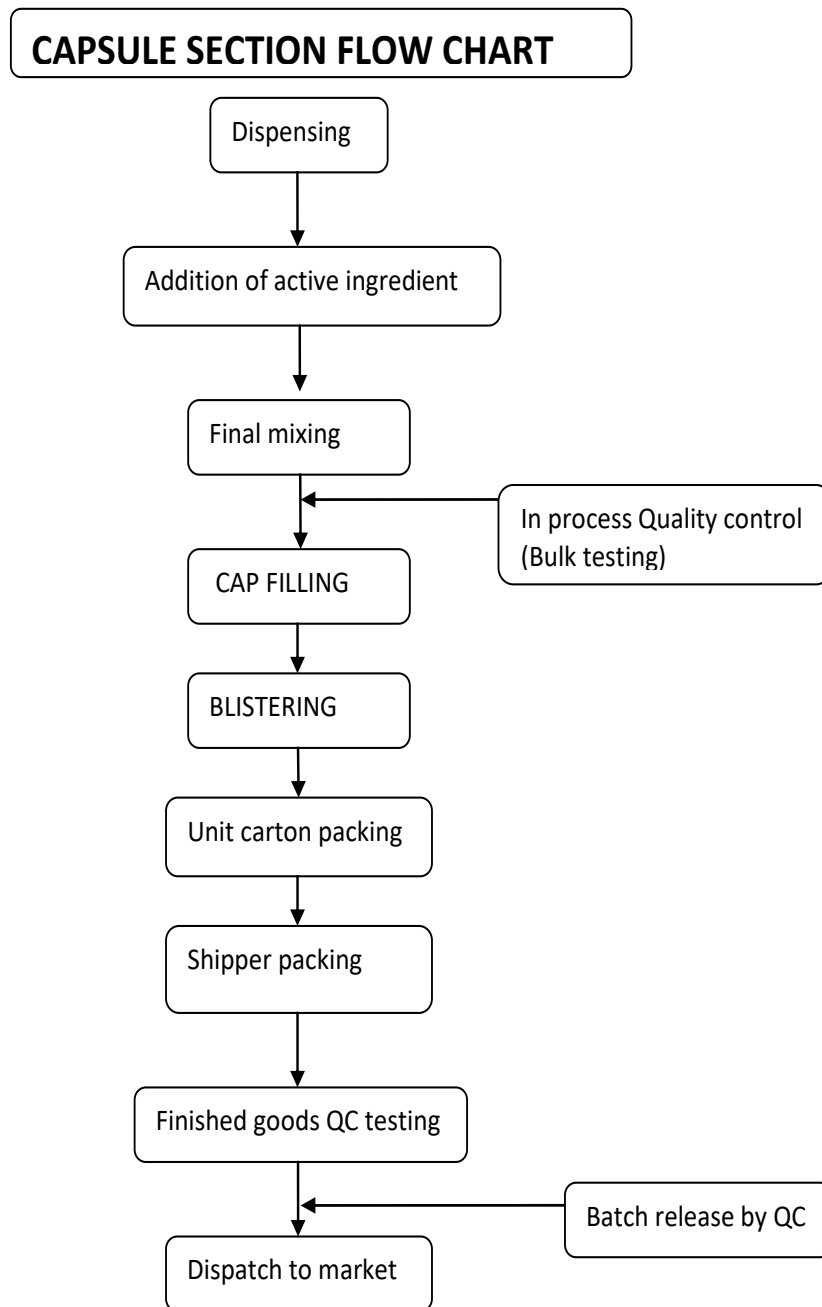 CAPSULE SECTION FLOW CHART
Dispensing
Addition of active ingredient
Final mixing
In process Quality control
(Bulk testing)
CAP FILLING
BLISTERING
Unit carton packing
Shipper packing
Finished goods QC testing
Batch release by QC
Dispatch to market